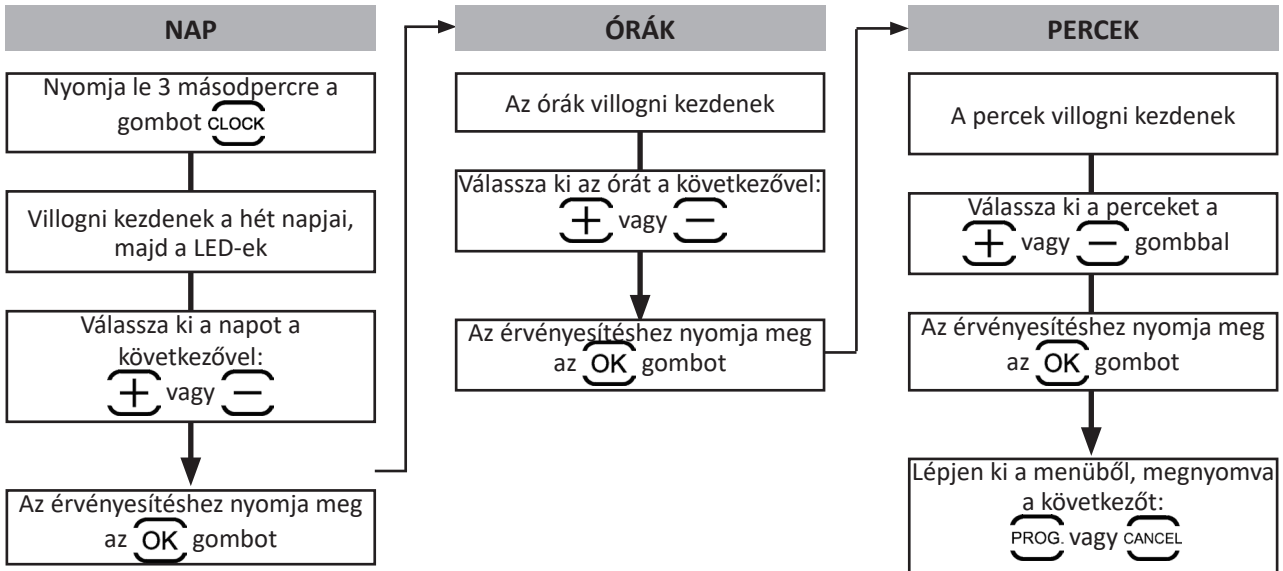 NAP
Nyomja le 3 másodpercre a
gombot CLOCK
Villogni kezdenek a hét napjai,
majd a LED-ek
Válassza ki a napot a
következővel:
+ vagy −
Az érvényesítéshez nyomja meg
az OK gombot
ÓRÁK
Az órák villogni kezdenek
Válassza ki az órát a következővel:
+ vagy −
Az érvényesítéshez nyomja meg
az OK gombot
PERCEK
A percek villogni kezdenek
Válassza ki a perceket a
+ vagy − gombbal
Az érvényesítéshez nyomja meg
az OK gombot
Lépjen ki a menüből, megnyomva
a következőt:
PROG. vagy CANCEL